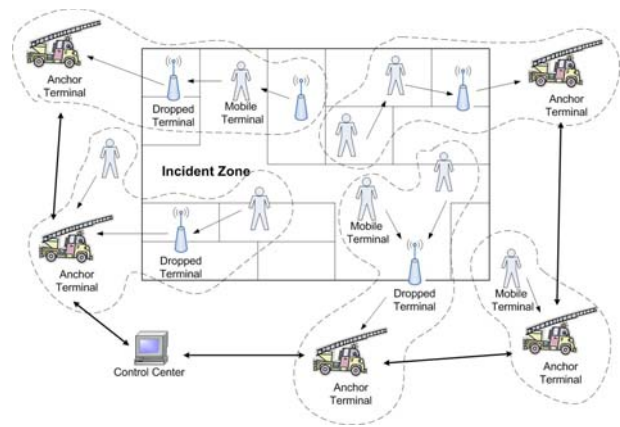 Anchor
Terminal
Dropped
Terminal
Mobile
Terminal
Anchor
Terminal
Incident Zone
Mobile
Terminal
Anchor
Terminal
Dropped
Terminal
Dropped
Terminal
Mobile
Terminal
Control Center
Anchor
Terminal
Anchor
Terminal